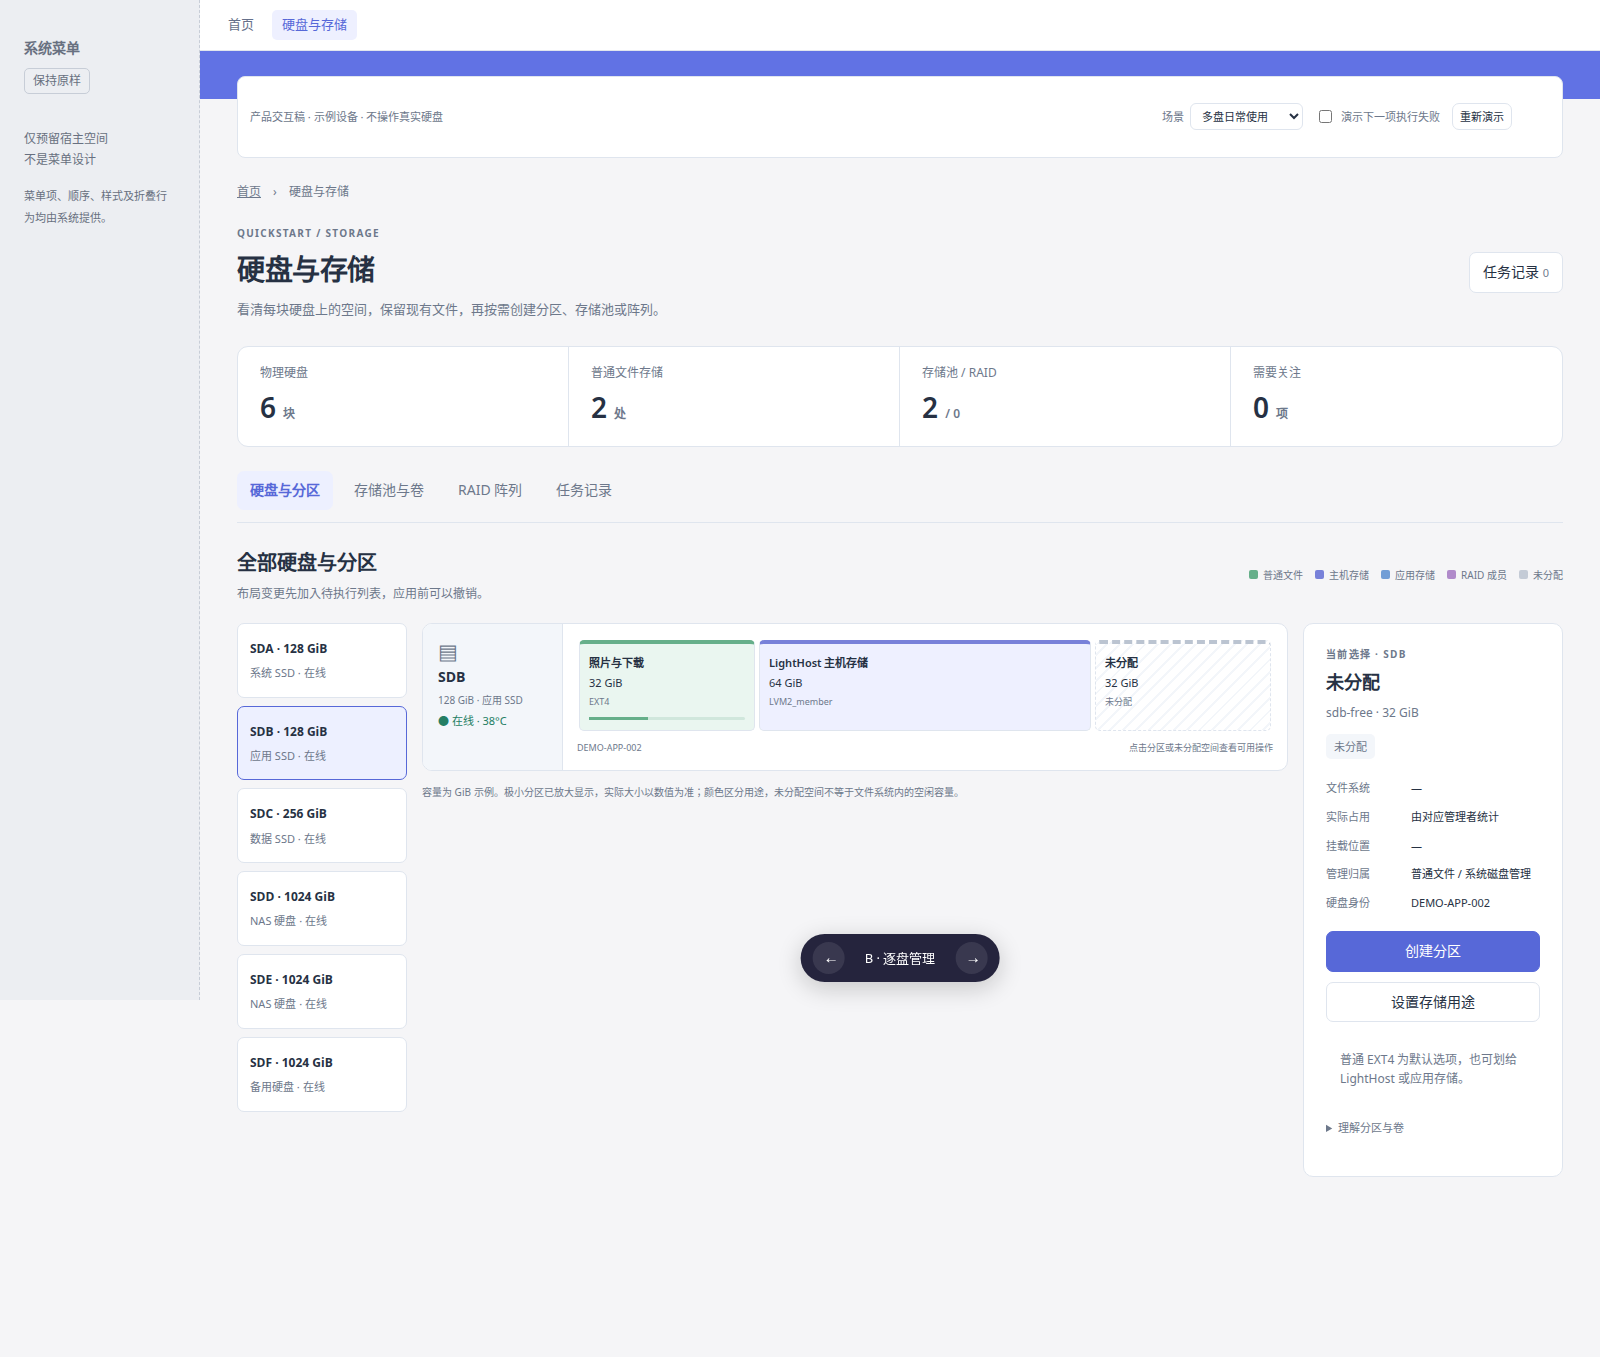 系统菜单
保持原样
仅预留宿主空间
不是菜单设计
菜单项、顺序、样式及折叠行
为均由系统提供。
首页
硬盘与存储
产品交互稿 · 示例设备 · 不操作真实硬盘
场景
多盘日常使用
演示下一项执行失败
重新演示
首页 › 硬盘与存储
QUICKSTART / STORAGE
硬盘与存储
看清每块硬盘上的空间，保留现有文件，再按需创建分区、存储池或阵列。
任务记录 0
物理硬盘
6 块
普通文件存储
2 处
存储池 / RAID
2 / 0
需要关注
0 项
硬盘与分区
存储池与卷
RAID 阵列
任务记录
全部硬盘与分区
布局变更先加入待执行列表，应用前可以撤销。
普通文件
主机存储
应用存储
RAID 成员
未分配
SDA · 128 GiB
系统 SSD · 在线
SDB · 128 GiB
应用 SSD · 在线
SDC · 256 GiB
数据 SSD · 在线
SDD · 1024 GiB
NAS 硬盘 · 在线
SDE · 1024 GiB
NAS 硬盘 · 在线
SDF · 1024 GiB
备用硬盘 · 在线
SDB
128 GiB · 应用 SSD
在线 · 38°C
照片与下载
32 GiB
EXT4
LightHost 主机存储
64 GiB
LVM2_member
未分配
32 GiB
未分配
DEMO-APP-002
点击分区或未分配空间查看可用操作
容量为 GiB 示例。极小分区已放大显示，实际大小以数值为准；颜色区分用途，未分配空间不等于文件系统内的空闲容量。
← B · 逐盘管理 →
当前选择 · SDB
未分配
sdb-free · 32 GiB
未分配
文件系统 —
实际占用 由对应管理者统计
挂载位置 —
管理归属 普通文件 / 系统磁盘管理
硬盘身份 DEMO-APP-002
创建分区
设置存储用途
普通 EXT4 为默认选项，也可划给
LightHost 或应用存储。
▶ 理解分区与卷